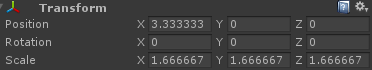 Transform
Position X 3.333333 Y 0 Z 0
Rotation X 0 Y 0 Z 0
Scale X 1.666667 Y 1.666667 Z 1.666667